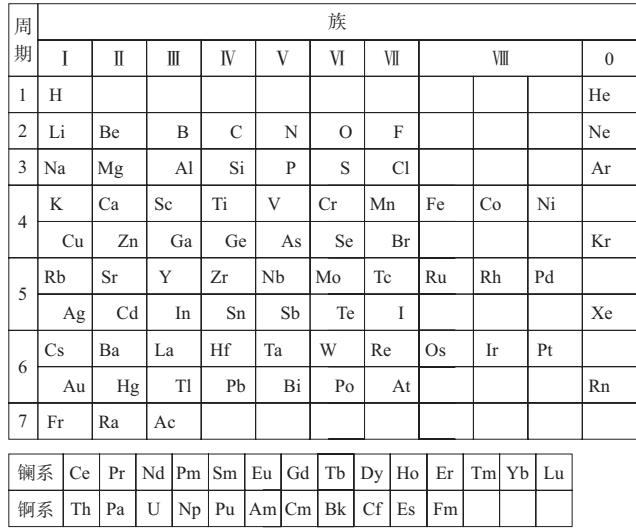 周期 族
Ⅰ Ⅱ Ⅲ Ⅳ Ⅴ Ⅵ Ⅶ Ⅷ 0
1 H He
2 Li Be B C N O F Ne
3 Na Mg Al Si P S Cl Ar
4 K Ca Sc Ti V Cr Mn Fe Co Ni
Cu Zn Ga Ge As Se Br Kr
5 Rb Sr Y Zr Nb Mo Tc Ru Rh Pd
Ag Cd In Sn Sb Te I Xe
6 Cs Ba La Hf Ta W Re Os Ir Pt
Au Hg Tl Pb Bi Po At Rn
7 Fr Ra Ac
镧系 Ce Pr Nd Pm Sm Eu Gd Tb Dy Ho Er Tm Yb Lu
锕系 Th Pa U Np Pu Am Cm Bk Cf Es Fm